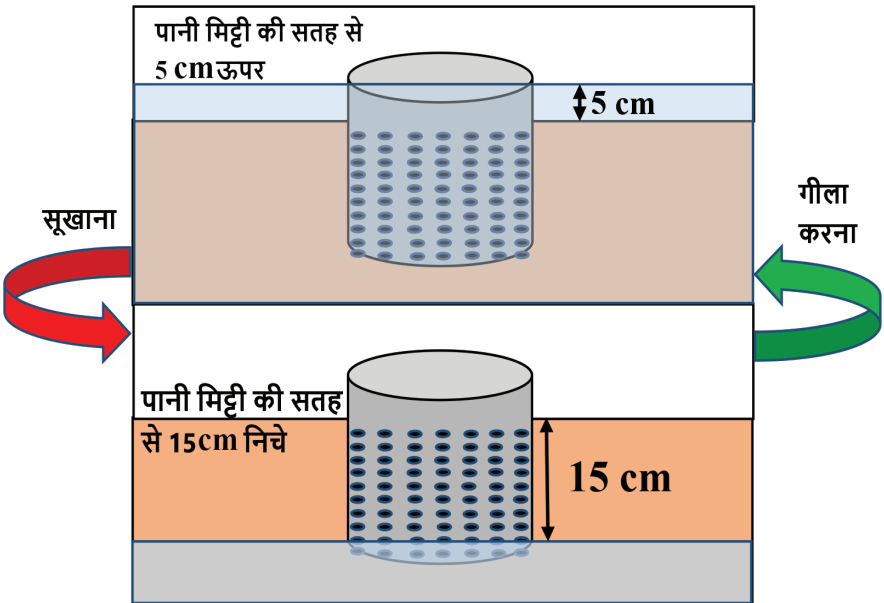 पानी मिट्टी की सतह से
5 cm ऊपर
5 cm
सूखाना
गीला
करना
पानी मिट्टी की सतह
से 15cm निचे
15 cm